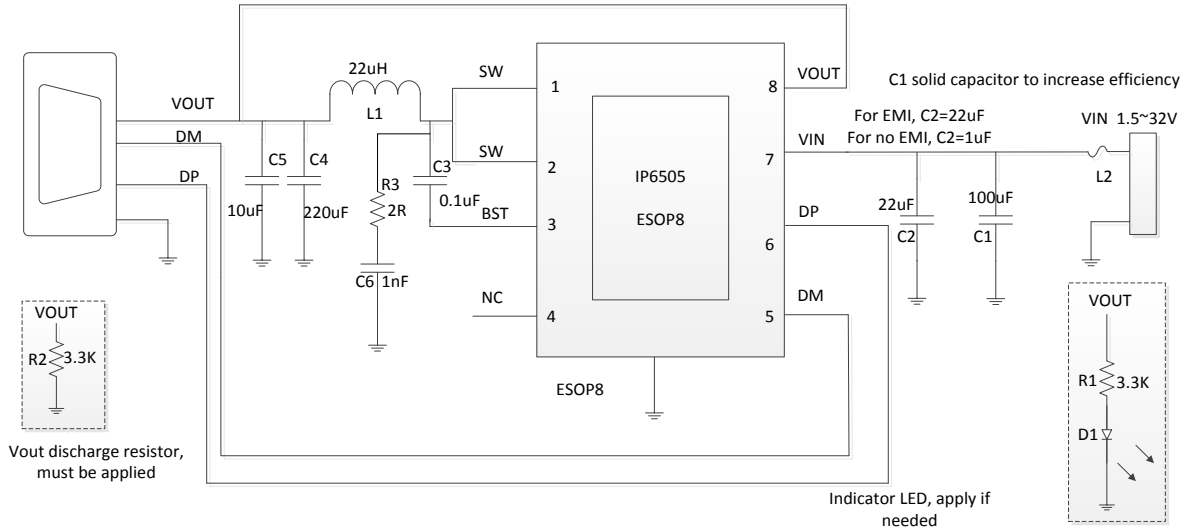 VOUT
DM
DP
C5
10uF
C4
220uF
22uH
L1
R3
2R
C3
0.1uF
C6 1nF
SW
SW
BST
NC
1
2
3
4
IP6505
ESOP8
8
7
6
5
VOUT
VIN
DP
DM
ESOP8
C1 solid capacitor to increase efficiency
For EMI, C2=22uF
For no EMI, C2=1uF
VIN 1.5~32V
L2
22uF
C2
100uF
C1
VOUT
R2
3.3K
Vout discharge resistor,
must be applied
VOUT
R1
3.3K
D1
Indicator LED, apply if
needed